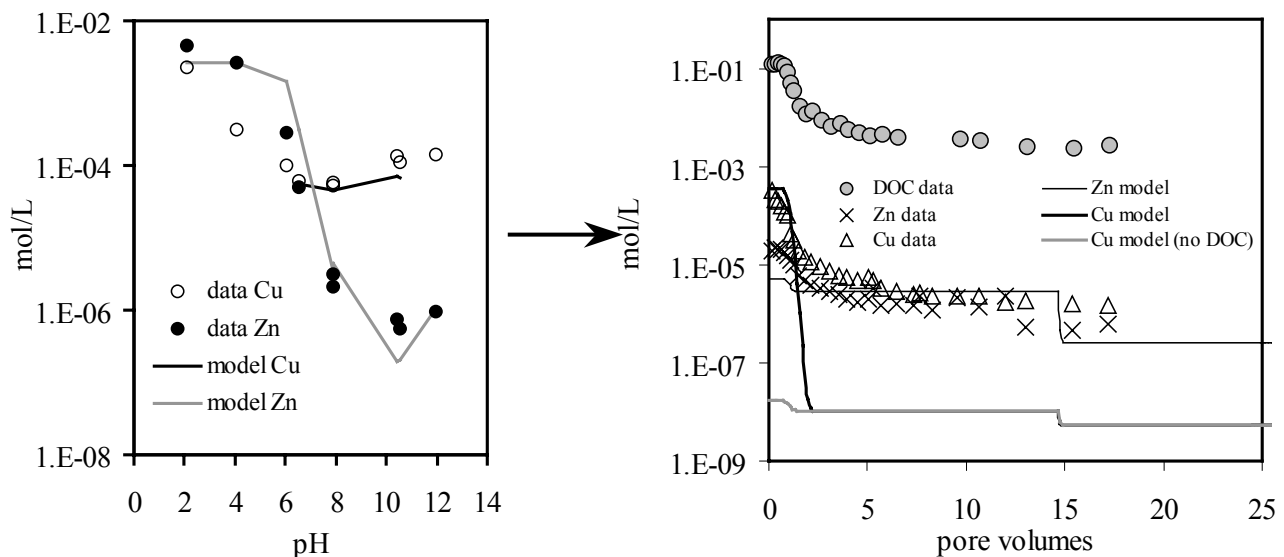 1.E-02
1.E-04
1.E-06
1.E-08
mol/L
data Cu
data Zn
model Cu
model Zn
0 2 4 6 8 10 12 14
pH
1.E-01
1.E-03
1.E-05
1.E-07
1.E-09
mol/L
DOC data Zn model
Zn data Cu model
Cu data Cu model (no DOC)
0 5 10 15 20 25
pore volumes